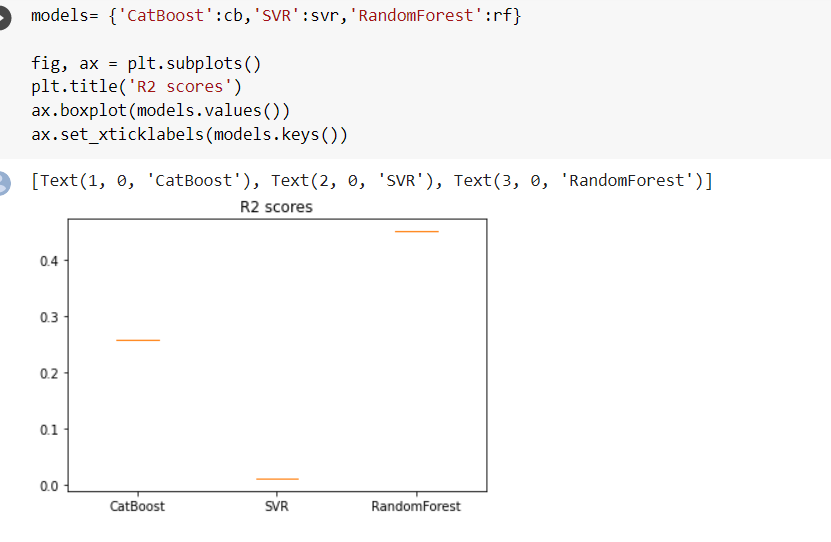 models= {'CatBoost':cb,'SVR':svr,'RandomForest':rf}
fig, ax = plt.subplots()
plt.title('R2 scores')
ax.boxplot(models.values())
ax.set_xticklabels(models.keys())
[Text(1, 0, 'CatBoost'), Text(2, 0, 'SVR'), Text(3, 0, 'RandomForest')]
R2 scores
0.4
0.3
0.2
0.1
0.0
CatBoost SVR RandomForest